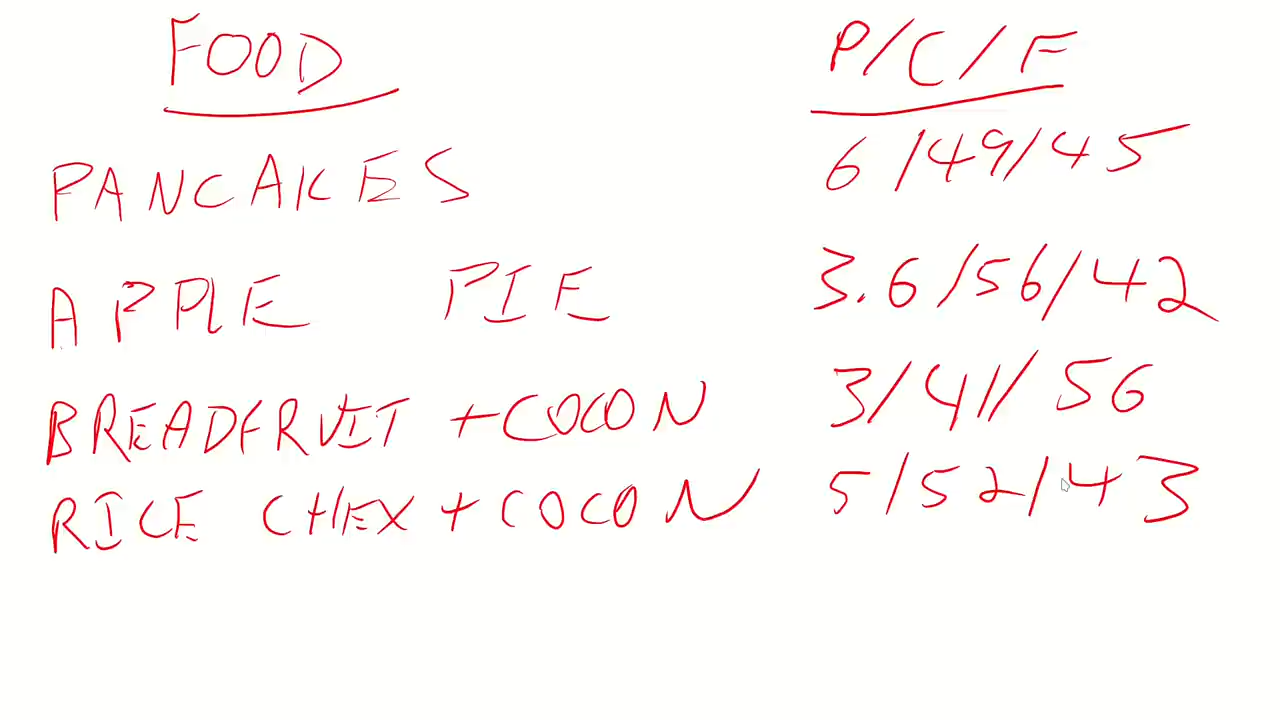 FOOD P/C/F
PANCAKES 6/49/45
APPLE PIE 3.6/56/42
BREADFRUIT + COCON 3/41/56
RICE CHEX + COCON 5/52/43